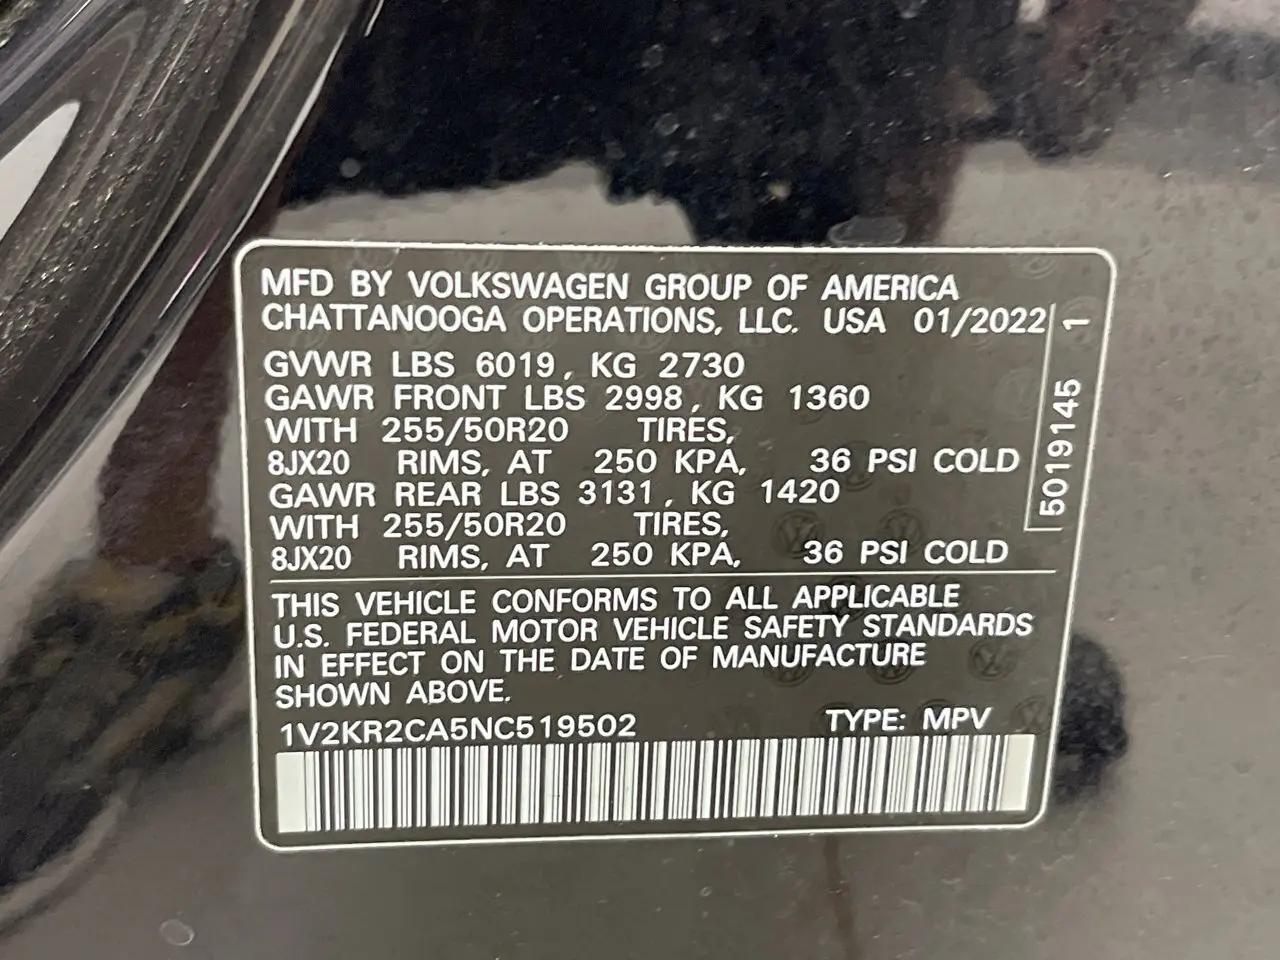 MFD BY VOLKSWAGEN GROUP OF AMERICA
CHATTANOOGA OPERATIONS, LLC. USA 01/2022
GVWR LBS 6019, KG 2730
GAWR FRONT LBS 2998, KG 1360
WITH 255/50R20 TIRES,
8JX20 RIMS, AT 250 KPA, 36 PSI COLD
GAWR REAR LBS 3131, KG 1420
WITH 255/50R20 TIRES,
8JX20 RIMS, AT 250 KPA, 36 PSI COLD
5019145 1
THIS VEHICLE CONFORMS TO ALL APPLICABLE
U.S. FEDERAL MOTOR VEHICLE SAFETY STANDARDS
IN EFFECT ON THE DATE OF MANUFACTURE
SHOWN ABOVE.
1V2KR2CA5NC519502 TYPE: MPV